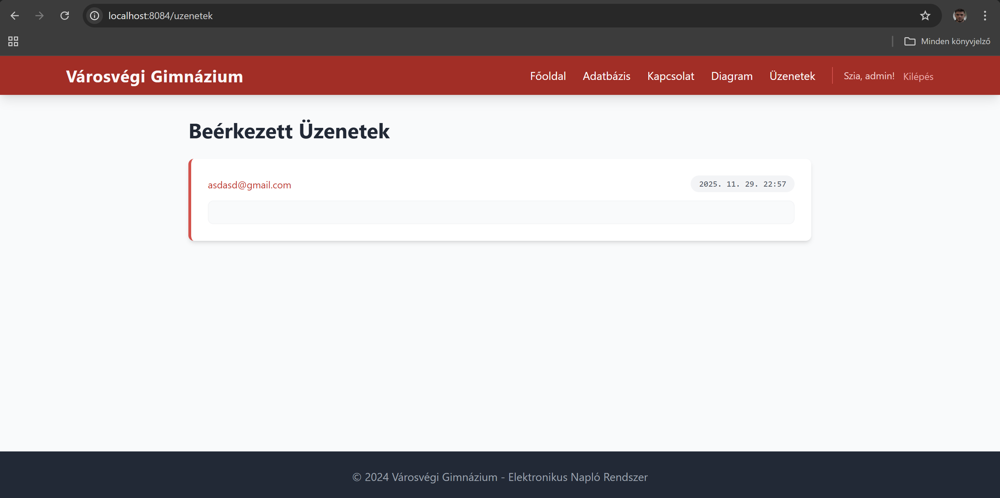 localhost:8084/uzenetek
Minden könyvjelző
Városvégi Gimnázium
Főoldal Adatbázis Kapcsolat Diagram Üzenetek Szia, admin! Kilépés
Beérkezett Üzenetek
asdasd@gmail.com 2025. 11. 29. 22:57
© 2024 Városvégi Gimnázium - Elektronikus Napló Rendszer